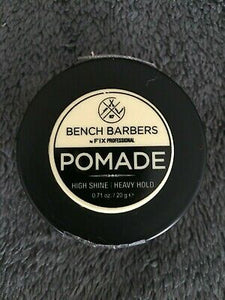 BENCH BARBERS
by FiX PROFESSIONAL
POMADE
HIGH SHINE | HEAVY HOLD
0.71 oz / 20 g e